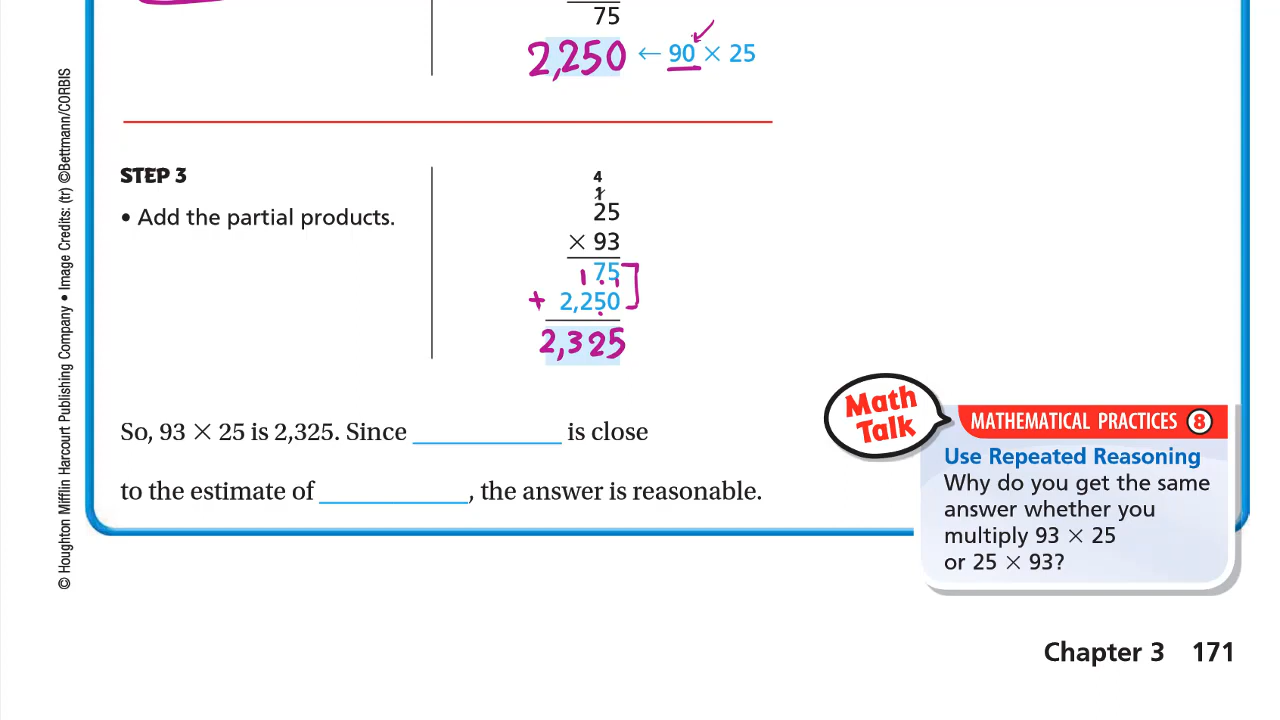 75
2,250 ← 90 × 25
STEP 3
• Add the partial products.
4
1
25
× 93
1
75
+ 2,250
2,325
So, 93 × 25 is 2,325. Since ____________ is close
to the estimate of ____________, the answer is reasonable.
Math
Talk
MATHEMATICAL PRACTICES 8
Use Repeated Reasoning
Why do you get the same
answer whether you
multiply 93 × 25
or 25 × 93?
© Houghton Mifflin Harcourt Publishing Company • Image Credits: (tr) ©Bettmann/CORBIS
Chapter 3 171